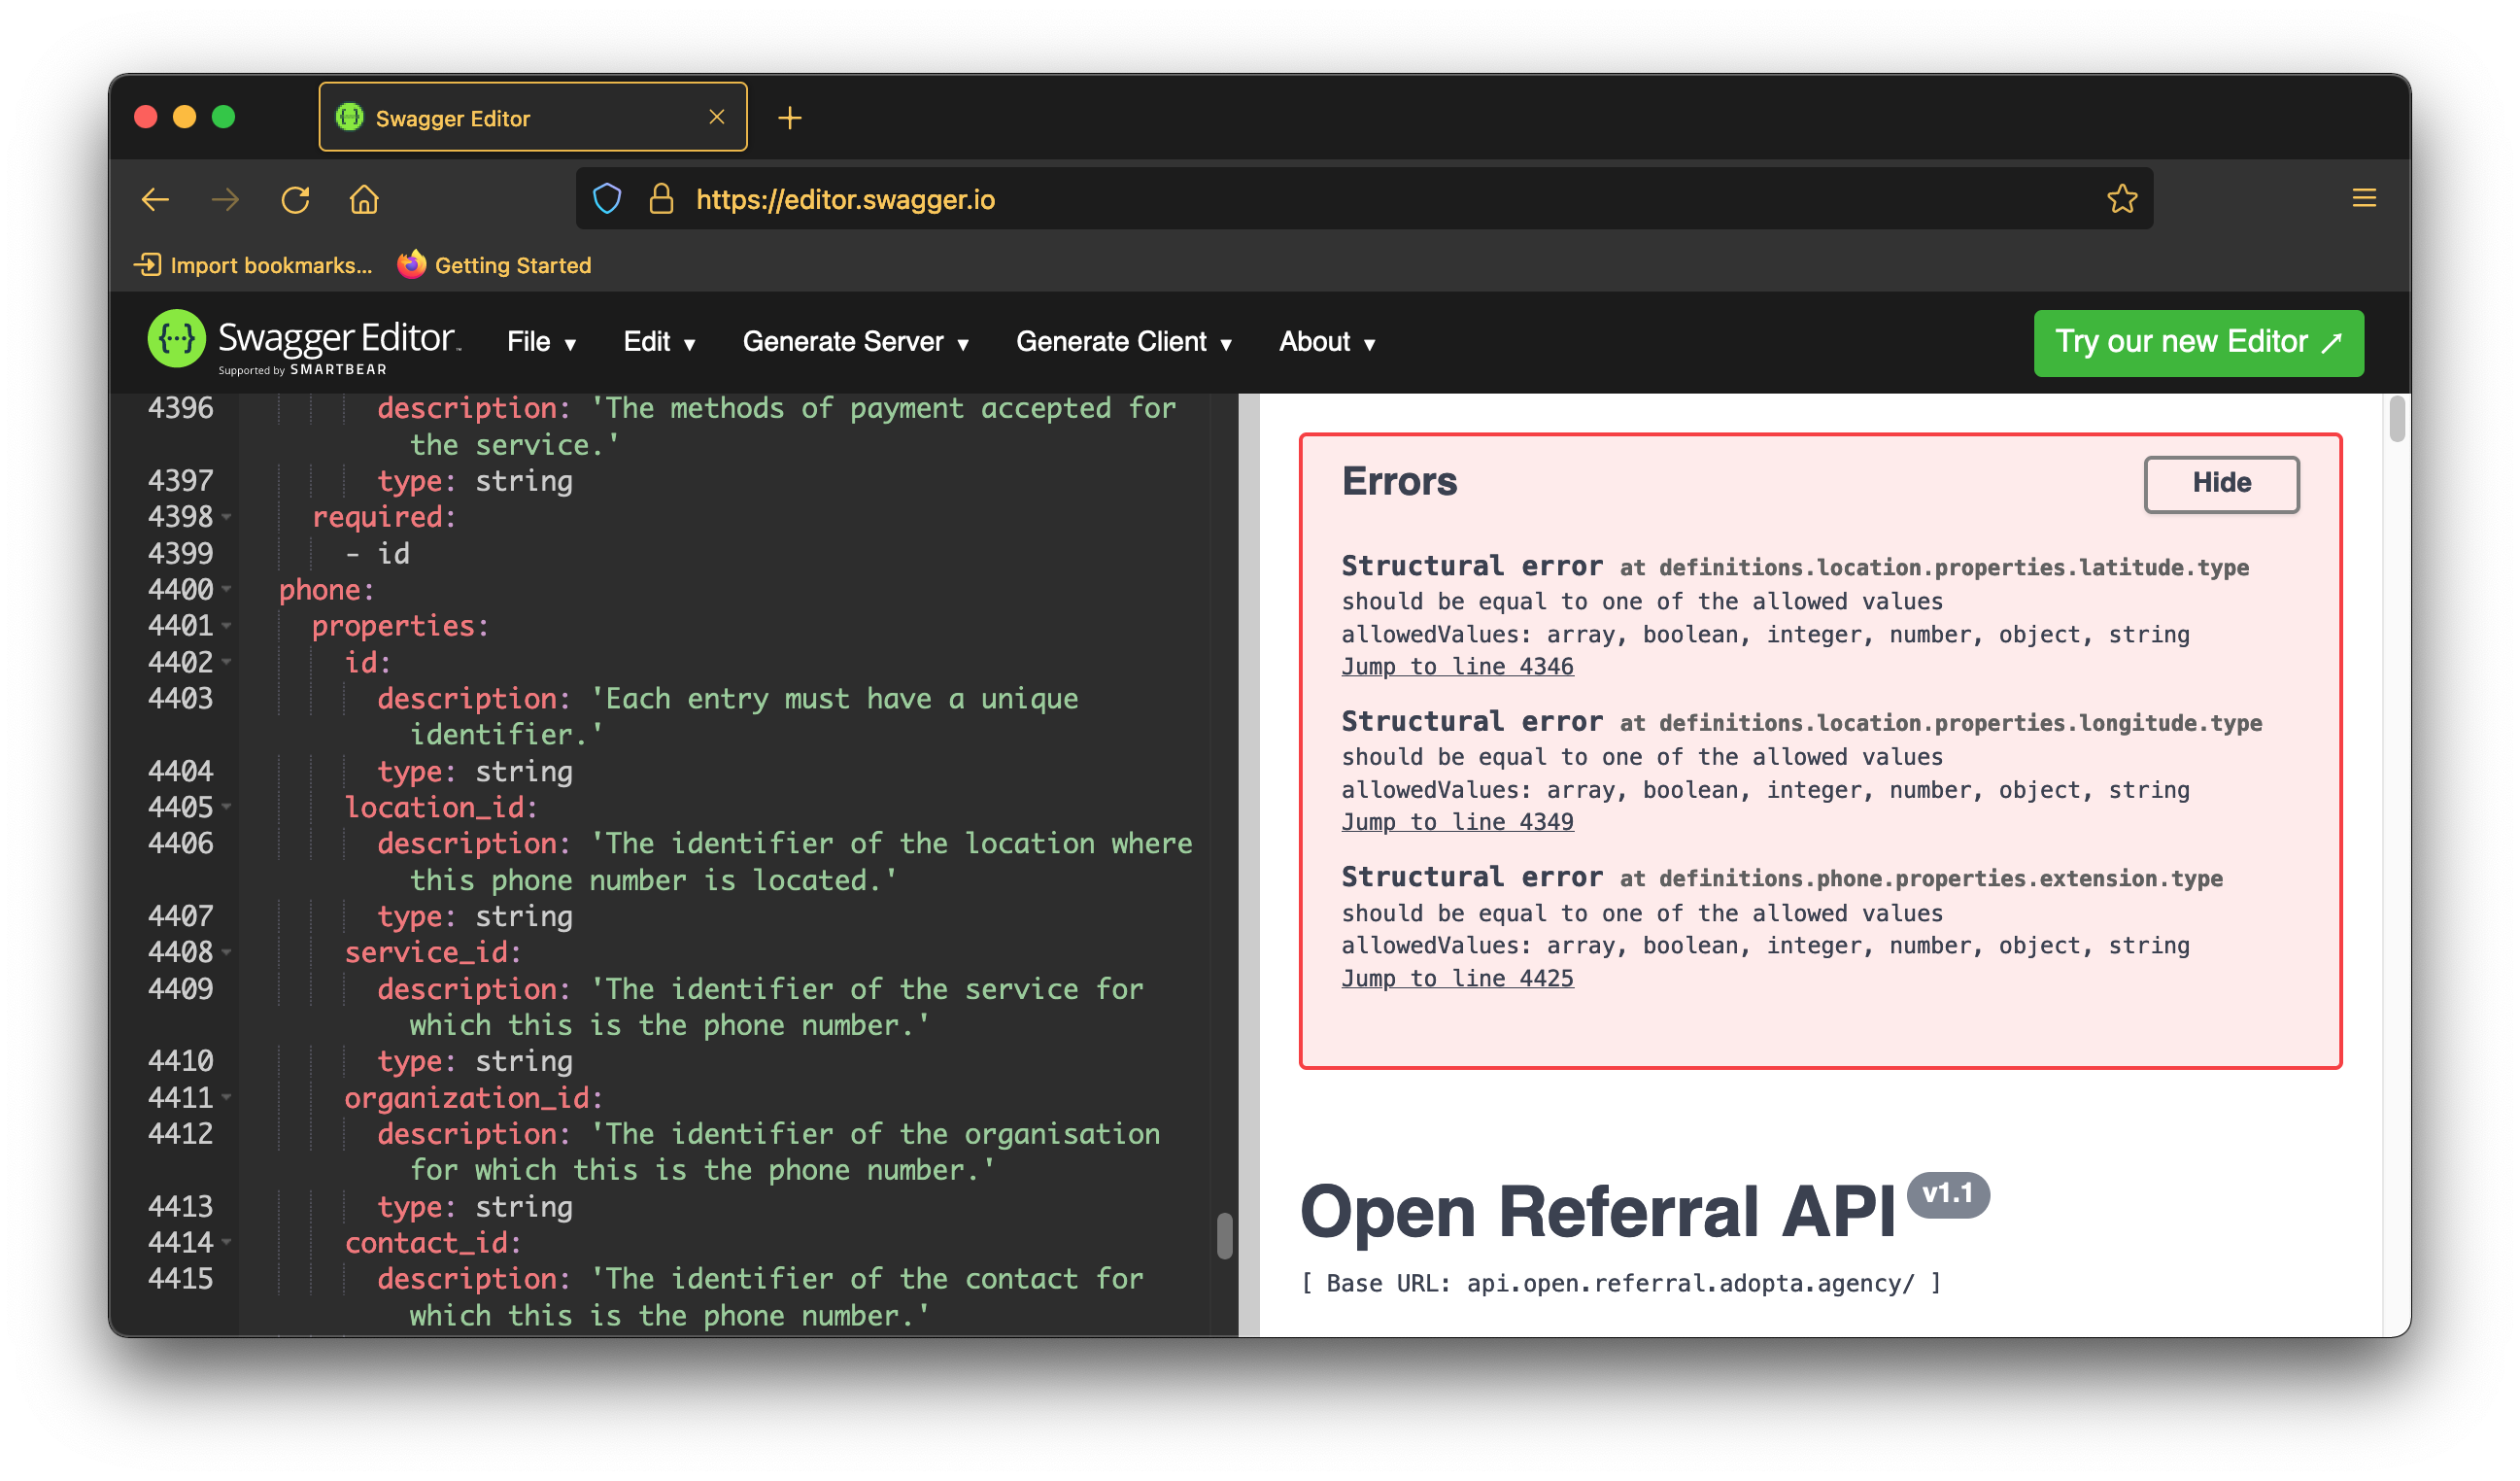 Swagger Editor
https://editor.swagger.io
Import bookmarks... Getting Started
Swagger Editor
Supported by SMARTBEAR
File ▾ Edit ▾ Generate Server ▾ Generate Client ▾ About ▾
Try our new Editor ↗
4396 description: 'The methods of payment accepted for
the service.'
4397 type: string
4398 required:
4399 - id
4400 phone:
4401 properties:
4402 id:
4403 description: 'Each entry must have a unique
identifier.'
4404 type: string
4405 location_id:
4406 description: 'The identifier of the location where
this phone number is located.'
4407 type: string
4408 service_id:
4409 description: 'The identifier of the service for
which this is the phone number.'
4410 type: string
4411 organization_id:
4412 description: 'The identifier of the organisation
for which this is the phone number.'
4413 type: string
4414 contact_id:
4415 description: 'The identifier of the contact for
which this is the phone number.'
Errors
Hide
Structural error at definitions.location.properties.latitude.type
should be equal to one of the allowed values
allowedValues: array, boolean, integer, number, object, string
Jump to line 4346
Structural error at definitions.location.properties.longitude.type
should be equal to one of the allowed values
allowedValues: array, boolean, integer, number, object, string
Jump to line 4349
Structural error at definitions.phone.properties.extension.type
should be equal to one of the allowed values
allowedValues: array, boolean, integer, number, object, string
Jump to line 4425
Open Referral API v1.1
[ Base URL: api.open.referral.adopta.agency/ ]